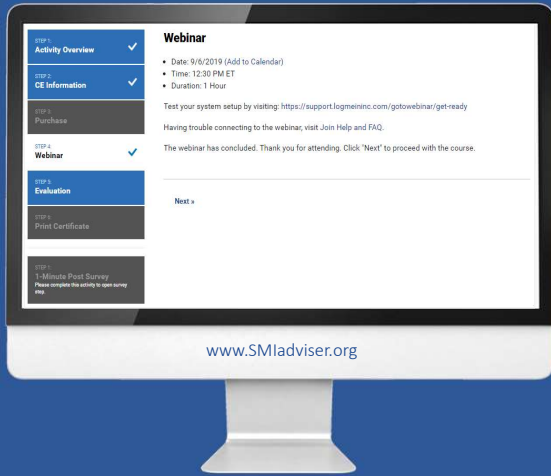 STEP 1:
Activity Overview
STEP 2:
CE Information
STEP 3:
Purchase
STEP 4:
Webinar
STEP 5:
Evaluation
STEP 6:
Print Certificate
STEP 1:
1-Minute Post Survey
Please complete this activity to open survey
step.
Webinar
• Date: 9/6/2019 (Add to Calendar)
• Time: 12:30 PM ET
• Duration: 1 Hour
Test your system setup by visiting: https://support.logmeininc.com/gotowebinar/get-ready
Having trouble connecting to the webinar, visit Join Help and FAQ.
The webinar has concluded. Thank you for attending. Click "Next" to proceed with the course.
Next »
www.SMIadviser.org